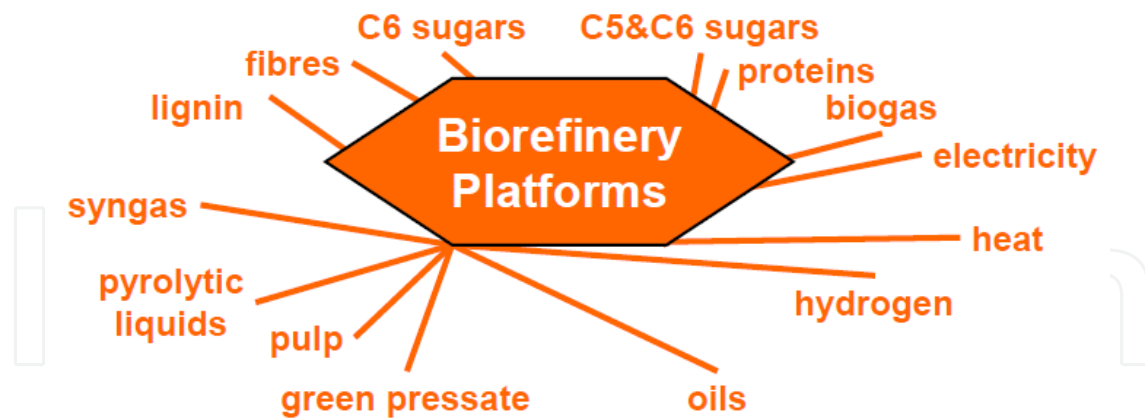 C6 sugars
C5&C6 sugars
fibres
proteins
lignin
biogas
Biorefinery
Platforms
electricity
syngas
heat
pyrolytic
liquids
hydrogen
pulp
green pressate
oils